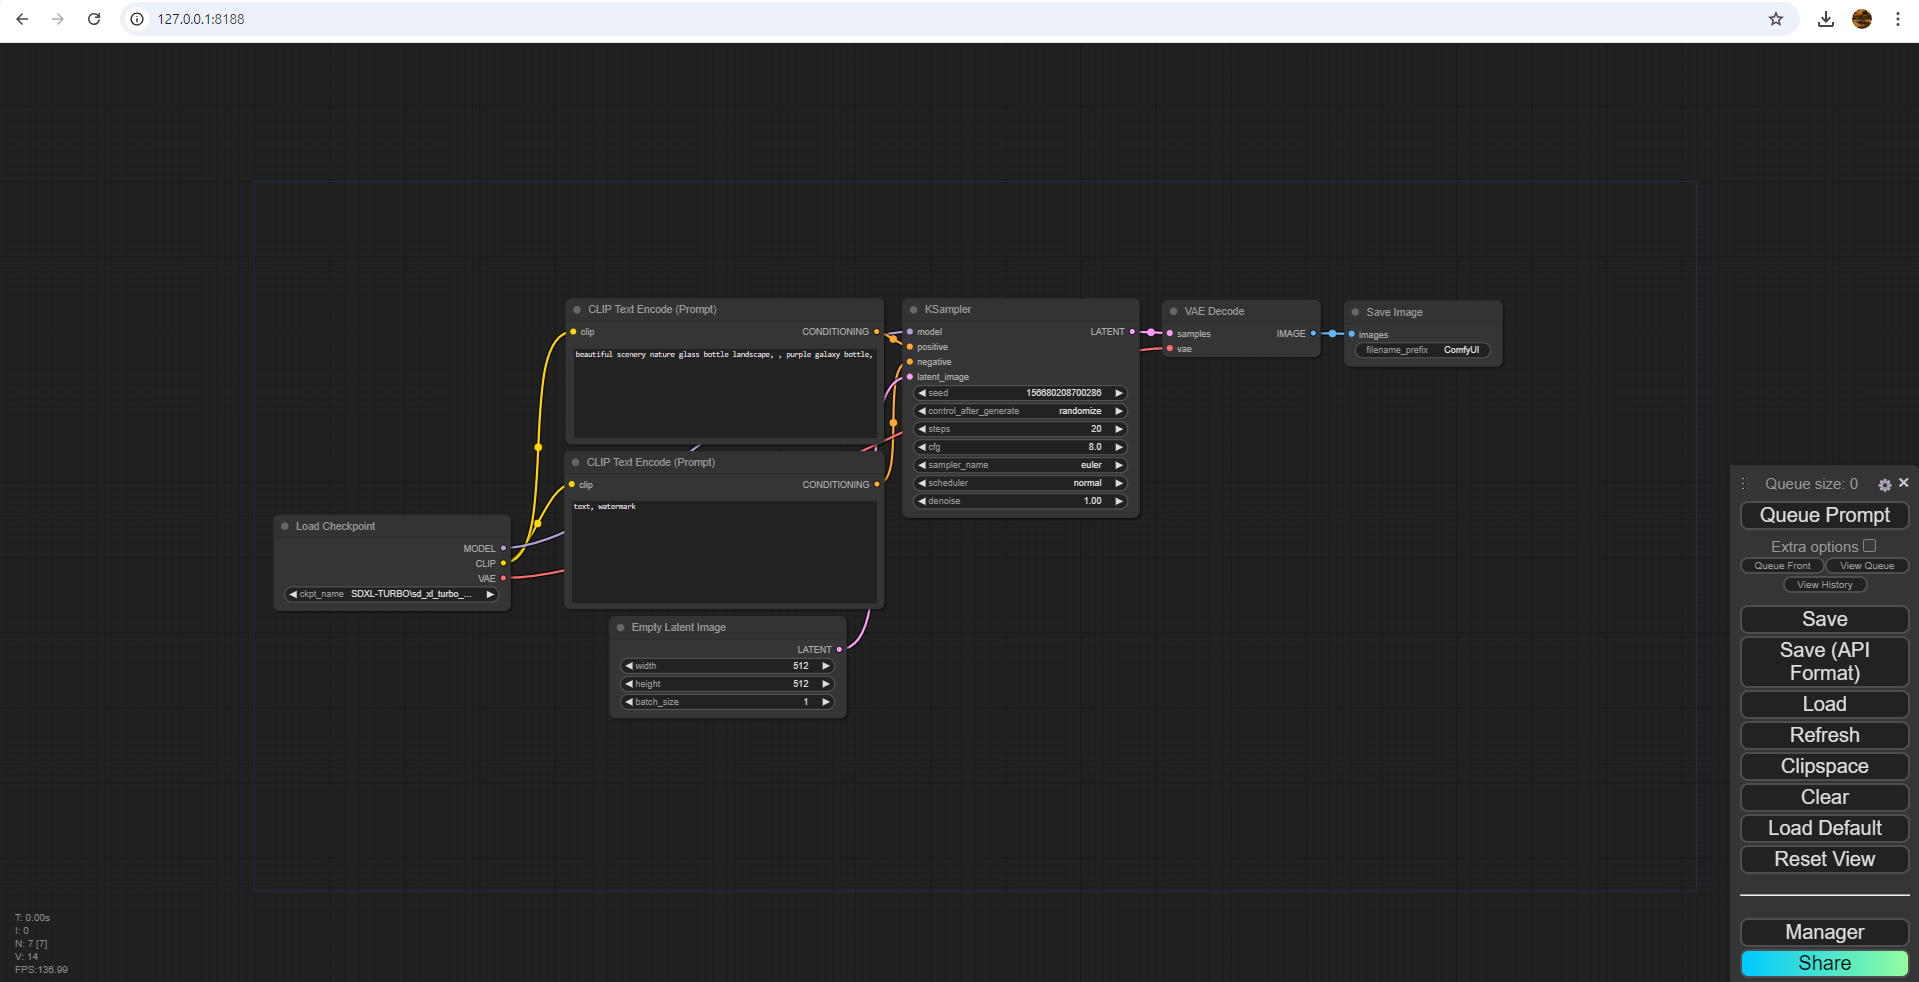 127.0.0.1:8188
CLIP Text Encode (Prompt)
clip
CONDITIONING
beautiful scenery nature glass bottle landscape, , purple galaxy bottle,
CLIP Text Encode (Prompt)
clip
CONDITIONING
text, watermark
Load Checkpoint
MODEL
CLIP
VAE
ckpt_name SDXL-TURBO\sd_xl_turbo_...
Empty Latent Image
LATENT
width 512
height 512
batch_size 1
KSampler
model
LATENT
positive
negative
latent_image
seed 156680208700286
control_after_generate randomize
steps 20
cfg 8.0
sampler_name euler
scheduler normal
denoise 1.00
VAE Decode
samples
IMAGE
vae
Save Image
images
filename_prefix ComfyUI
Queue size: 0
Queue Prompt
Extra options
Queue Front
View Queue
View History
Save
Save (API
Format)
Load
Refresh
Clipspace
Clear
Load Default
Reset View
Manager
Share
T: 0.00s
I: 0
N: 7 [7]
V: 14
FPS:136.99